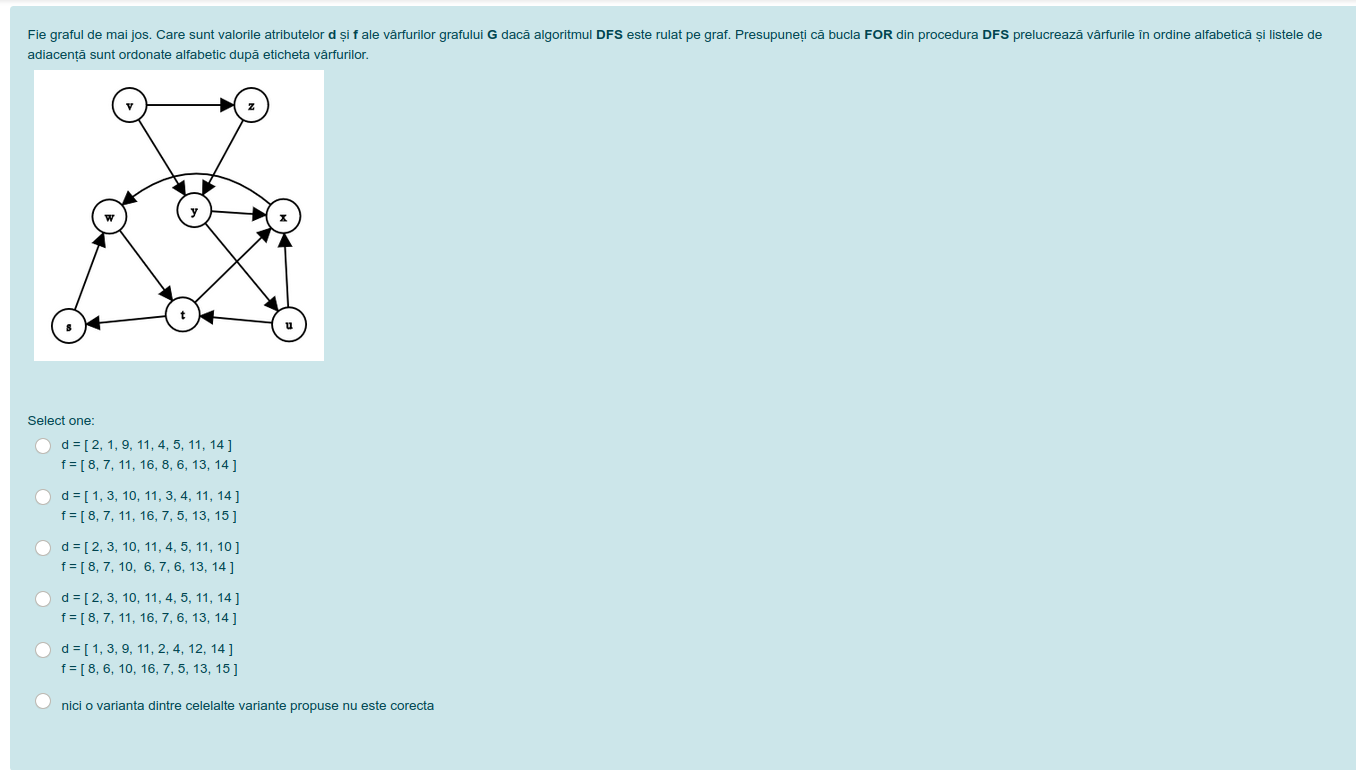 Fie graful de mai jos. Care sunt valorile atributelor d și f ale vârfurilor grafului G dacă algoritmul DFS este rulat pe graf. Presupuneți că bucla FOR din procedura DFS prelucrează vârfurile în ordine alfabetică și listele de
adiacență sunt ordonate alfabetic după eticheta vârfurilor.
v z
w y x
s t u
Select one:
d = [ 2, 1, 9, 11, 4, 5, 11, 14 ]
f = [ 8, 7, 11, 16, 8, 6, 13, 14 ]
d = [ 1, 3, 10, 11, 3, 4, 11, 14 ]
f = [ 8, 7, 11, 16, 7, 5, 13, 15 ]
d = [ 2, 3, 10, 11, 4, 5, 11, 10 ]
f = [ 8, 7, 10, 6, 7, 6, 13, 14 ]
d = [ 2, 3, 10, 11, 4, 5, 11, 14 ]
f = [ 8, 7, 11, 16, 7, 6, 13, 14 ]
d = [ 1, 3, 9, 11, 2, 4, 12, 14 ]
f = [ 8, 6, 10, 16, 7, 5, 13, 15 ]
nici o varianta dintre celelalte variante propuse nu este corecta